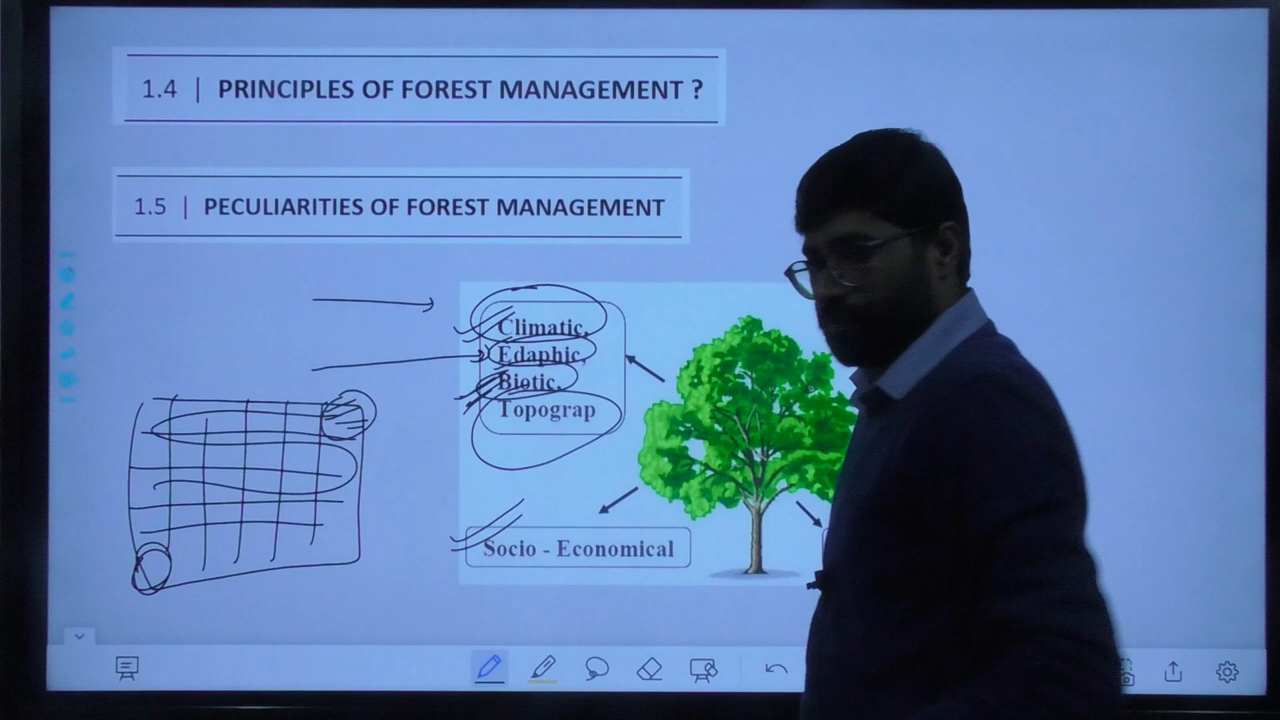 1.4 | PRINCIPLES OF FOREST MANAGEMENT ?
1.5 | PECULIARITIES OF FOREST MANAGEMENT
Climatic,
Edaphic,
Biotic,
Topograp
Socio - Economical